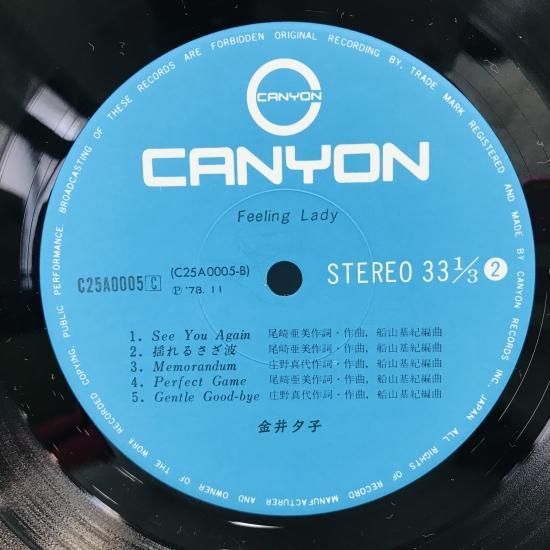 BROADCASTING OF THESE RECORDS ARE FORBIDDEN ORIGINAL RECORDING BY, TRADE MARK REGISTERED AND MADE BY CANYON RECORDS INC. JAPAN ALL RIGHTS OF RECORD MANUFACTURER AND OWNER OF THE WORK RECORDED COPYING, PUBLIC PERFORMANCE
CANYON
CANYON
Feeling Lady
C25A0005 C
(C25A0005-B)
℗ '78. 11
STEREO 33 1/3 2
1. See You Again 尾崎亜美作詞・作曲, 船山基紀編曲
2. 揺れるさざ波 尾崎亜美作詞・作曲, 船山基紀編曲
3. Memorandum 庄野真代作詞・作曲, 船山基紀編曲
4. Perfect Game 尾崎亜美作詞・作曲, 船山基紀編曲
5. Gentle Good-bye 庄野真代作詞・作曲, 船山基紀編曲
金井夕子